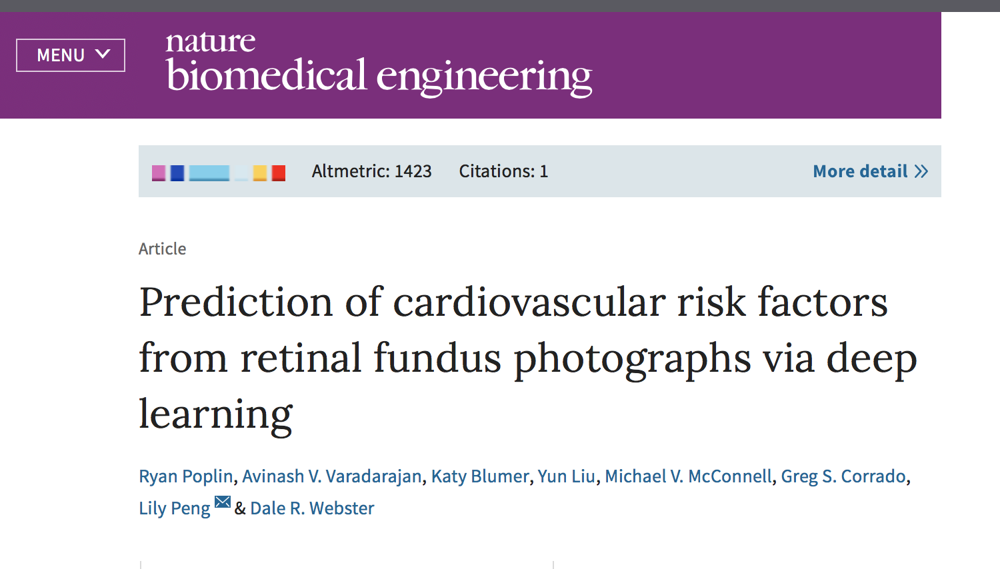 MENU
nature
biomedical engineering
Altmetric: 1423 Citations: 1 More detail
Article
Prediction of cardiovascular risk factors
from retinal fundus photographs via deep
learning
Ryan Poplin, Avinash V. Varadarajan, Katy Blumer, Yun Liu, Michael V. McConnell, Greg S. Corrado,
Lily Peng & Dale R. Webster